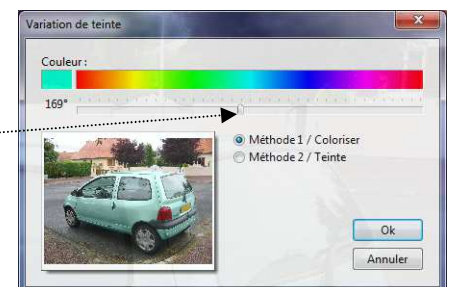 Variation de teinte
Couleur :
169°
Méthode 1 / Coloriser
Méthode 2 / Teinte
Ok
Annuler